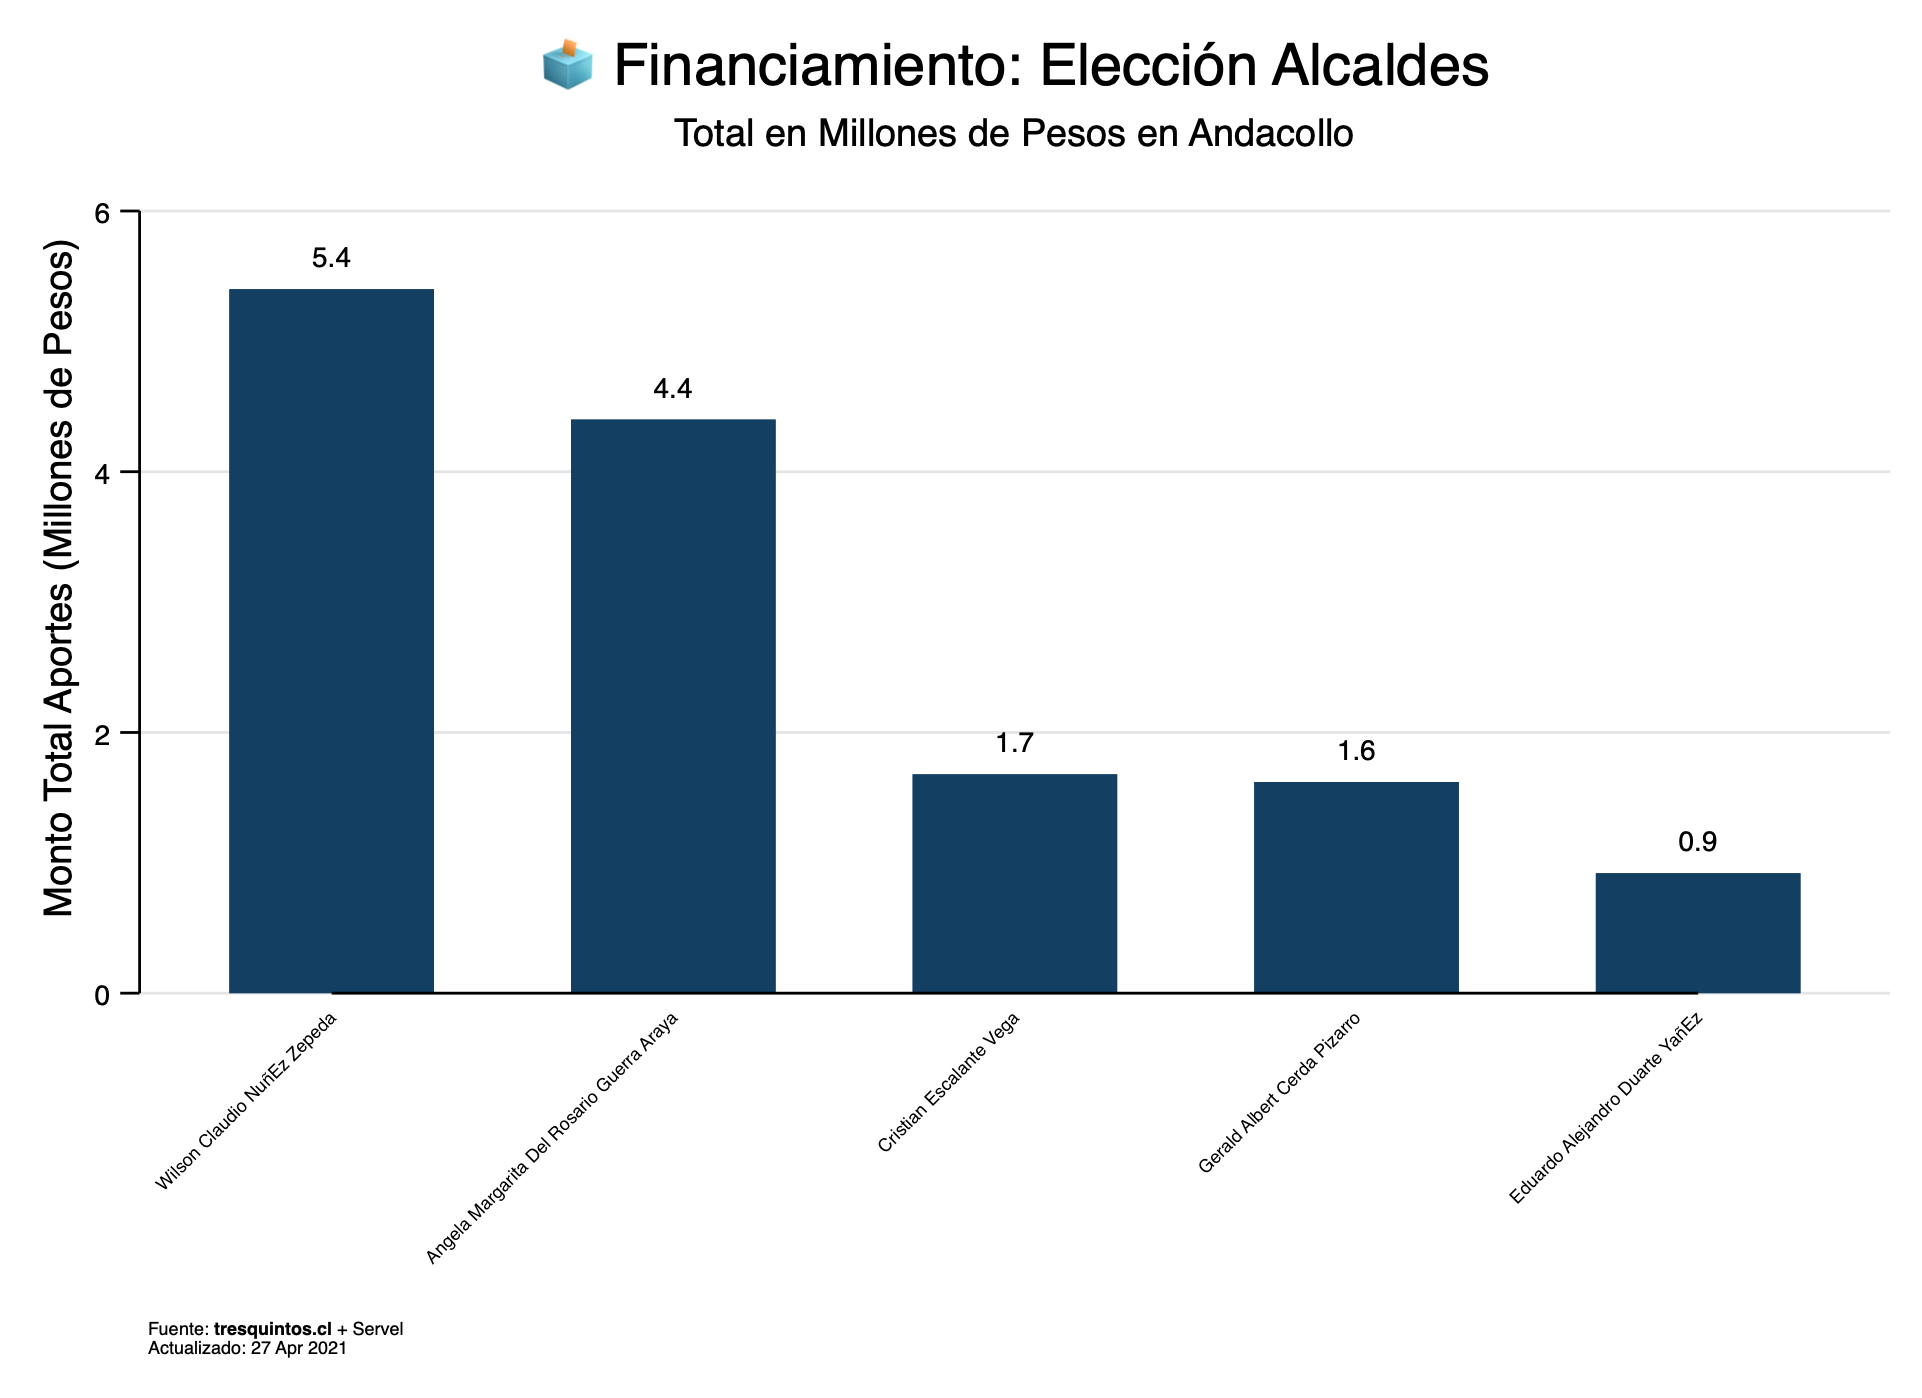 Financiamiento: Elección Alcaldes
Total en Millones de Pesos en Andacollo
Monto Total Aportes (Millones de Pesos)
6
4
2
0
5.4
4.4
1.7
1.6
0.9
Wilson Claudio NuñEz Zepeda
Angela Margarita Del Rosario Guerra Araya
Cristian Escalante Vega
Gerald Albert Cerda Pizarro
Eduardo Alejandro Duarte YañEz
Fuente: tresquintos.cl + Servel
Actualizado: 27 Apr 2021